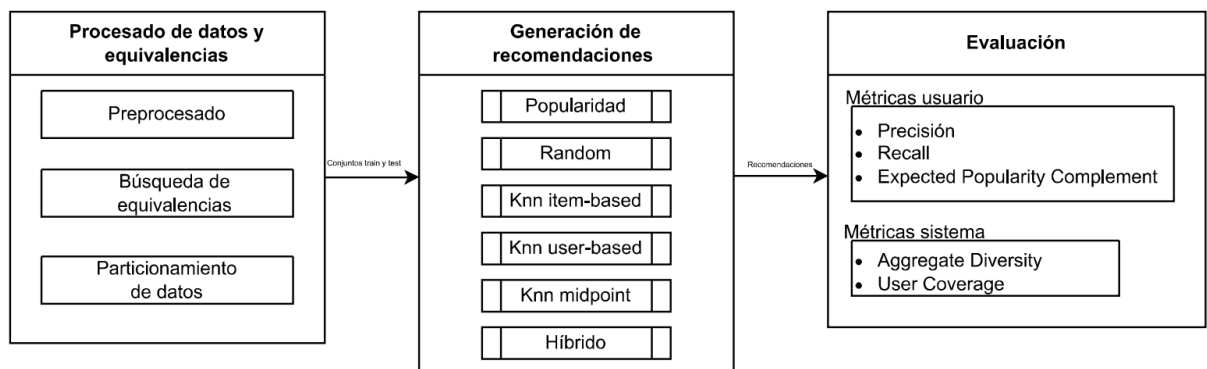 Procesado de datos y
equivalencias
Preprocesado
Búsqueda de
equivalencias
Particionamiento
de datos
Conjuntos train y test
Generación de
recomendaciones
Popularidad
Random
Knn item-based
Knn user-based
Knn midpoint
Híbrido
Recomendaciones
Evaluación
Métricas usuario
• Precisión
• Recall
• Expected Popularity Complement
Métricas sistema
• Aggregate Diversity
• User Coverage